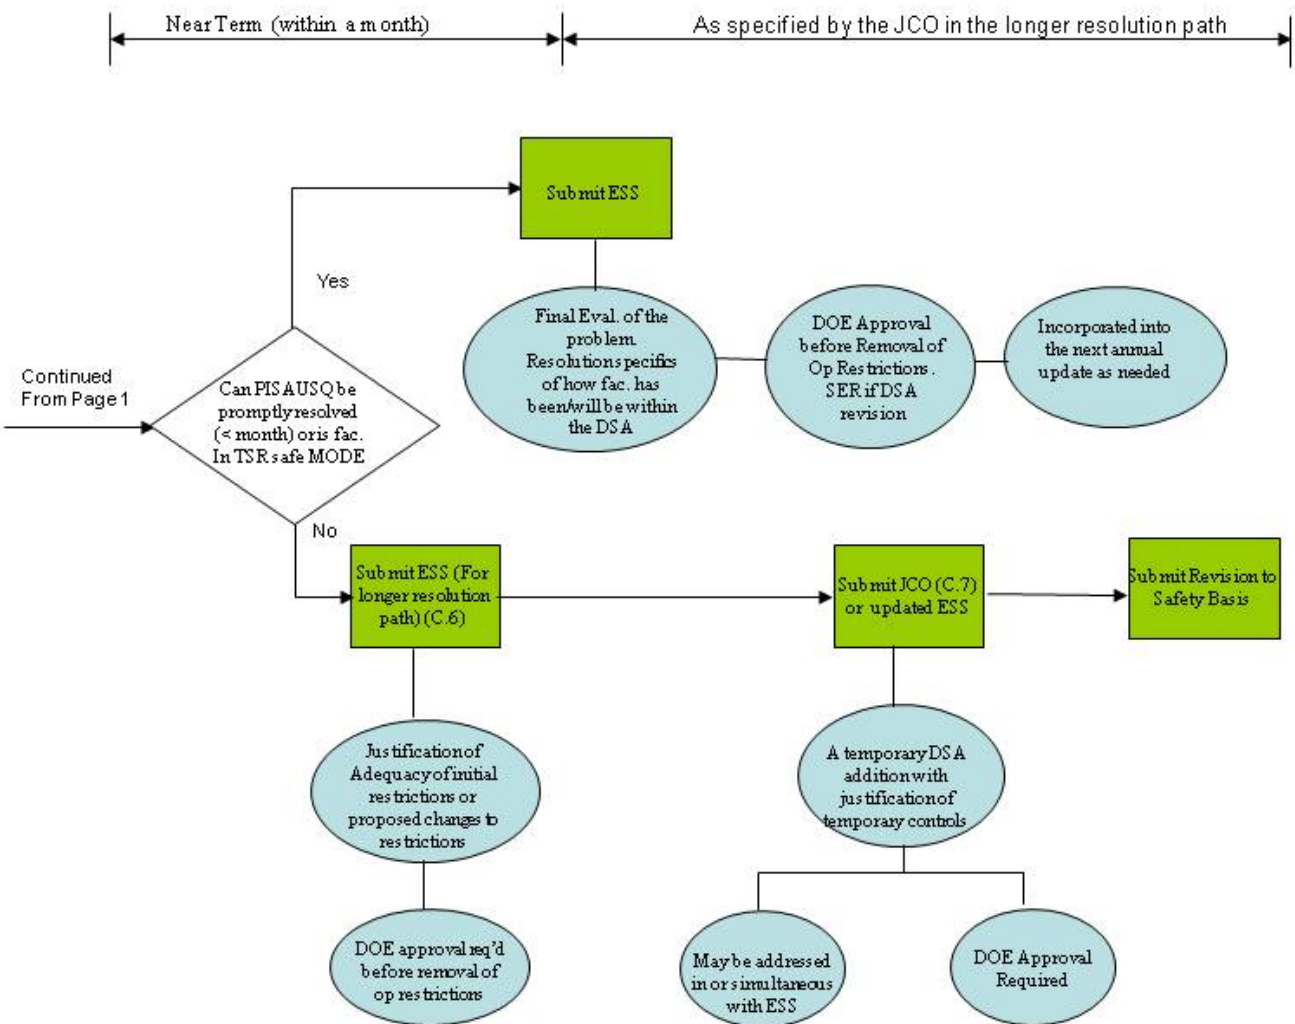 Near Term (within a month)
As specified by the JCO in the longer resolution path
Submit ESS
Yes
Final Eval. of the
problem.
Resolution specifics
of how fac. has
been/will be within
the DSA
DOE Approval
before Removal of
Op Restrictions.
SER if DSA
revision
Incorporated into
the next annual
update as needed
Continued
From Page 1
Can PISA USQ be
promptly resolved
(< month) or is fac.
In TSR safe MODE
No
Submit ESS (For
longer resolution
path) (C.6)
Submit JCO (C.7)
or updated ESS
Submit Revision to
Safety Basis
Justification of
Adequacy of initial
restrictions or
proposed changes to
restrictions
A temporary DSA
addition with
justification of
temporary controls
DOE approval req'd
before removal of
op restrictions
May be addressed
in or simultaneous
with ESS
DOE Approval
Required